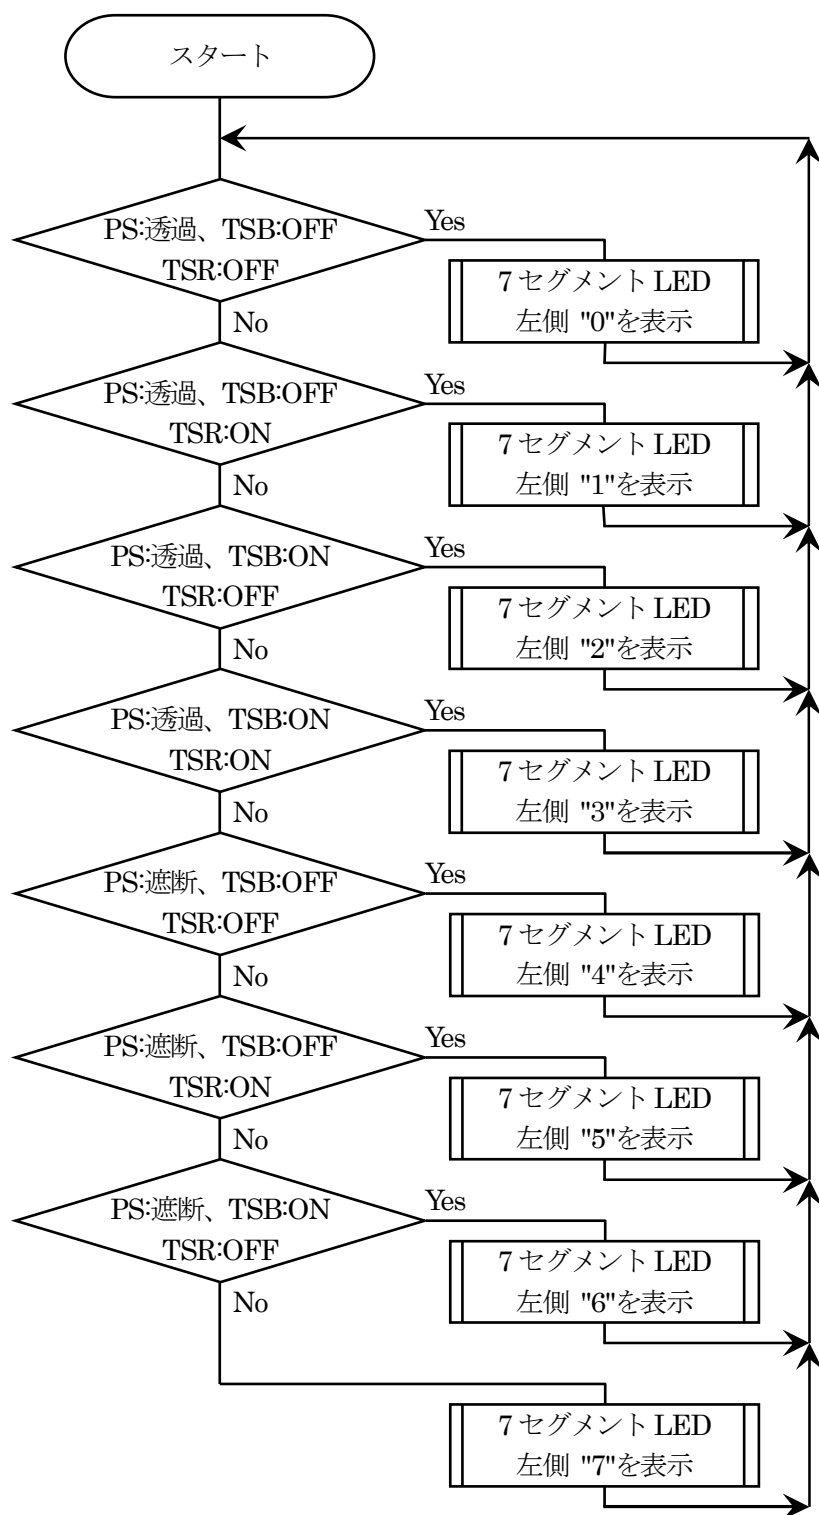 スタート
PS:透過、TSB:OFF
TSR:OFF
Yes
7セグメントLED
左側 "0"を表示
No
PS:透過、TSB:OFF
TSR:ON
Yes
7セグメントLED
左側 "1"を表示
No
PS:透過、TSB:ON
TSR:OFF
Yes
7セグメントLED
左側 "2"を表示
No
PS:透過、TSB:ON
TSR:ON
Yes
7セグメントLED
左側 "3"を表示
No
PS:遮断、TSB:OFF
TSR:OFF
Yes
7セグメントLED
左側 "4"を表示
No
PS:遮断、TSB:OFF
TSR:ON
Yes
7セグメントLED
左側 "5"を表示
No
PS:遮断、TSB:ON
TSR:OFF
Yes
7セグメントLED
左側 "6"を表示
No
7セグメントLED
左側 "7"を表示